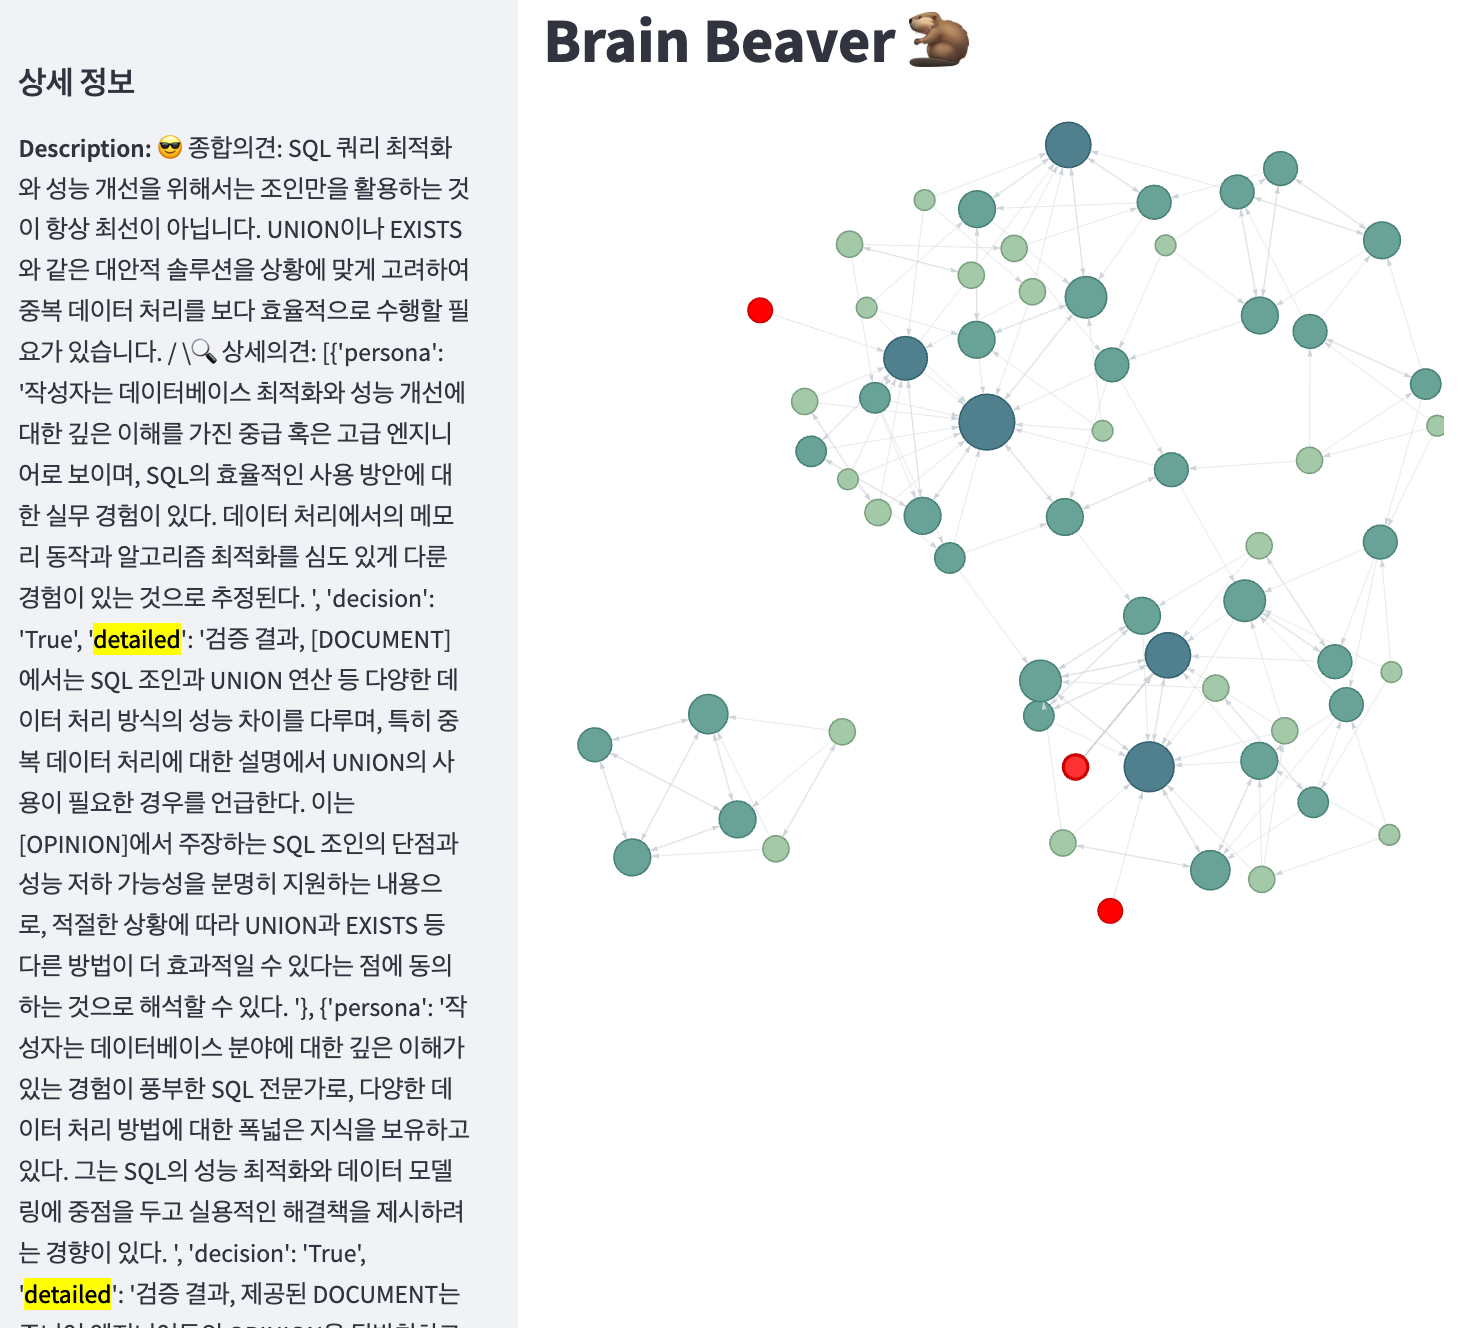 상세 정보
Description: 😎 종합의견: SQL 쿼리 최적화
와 성능 개선을 위해서는 조인만을 활용하는 것
이 항상 최선이 아닙니다. UNION이나 EXISTS
와 같은 대안적 솔루션을 상황에 맞게 고려하여
중복 데이터 처리를 보다 효율적으로 수행할 필
요가 있습니다. / \🔍 상세의견: [{'persona':
'작성자는 데이터베이스 최적화와 성능 개선에
대한 깊은 이해를 가진 중급 혹은 고급 엔지니
어로 보이며, SQL의 효율적인 사용 방안에 대
한 실무 경험이 있다. 데이터 처리에서의 메모
리 동작과 알고리즘 최적화를 심도 있게 다룬
경험이 있는 것으로 추정된다. ', 'decision':
'True', 'detailed': '검증 결과, [DOCUMENT]
에서는 SQL 조인과 UNION 연산 등 다양한 데
이터 처리 방식의 성능 차이를 다루며, 특히 중
복 데이터 처리에 대한 설명에서 UNION의 사
용이 필요한 경우를 언급한다. 이는
[OPINION]에서 주장하는 SQL 조인의 단점과
성능 저하 가능성을 분명히 지원하는 내용으
로, 적절한 상황에 따라 UNION과 EXISTS 등
다른 방법이 더 효과적일 수 있다는 점에 동의
하는 것으로 해석할 수 있다. '}, {'persona': '작
성자는 데이터베이스 분야에 대한 깊은 이해가
있는 경험이 풍부한 SQL 전문가로, 다양한 데
이터 처리 방법에 대한 폭넓은 지식을 보유하고
있다. 그는 SQL의 성능 최적화와 데이터 모델
링에 중점을 두고 실용적인 해결책을 제시하려
는 경향이 있다. ', 'decision': 'True',
'detailed': '검증 결과, 제공된 DOCUMENT는
Brain Beaver 🦫